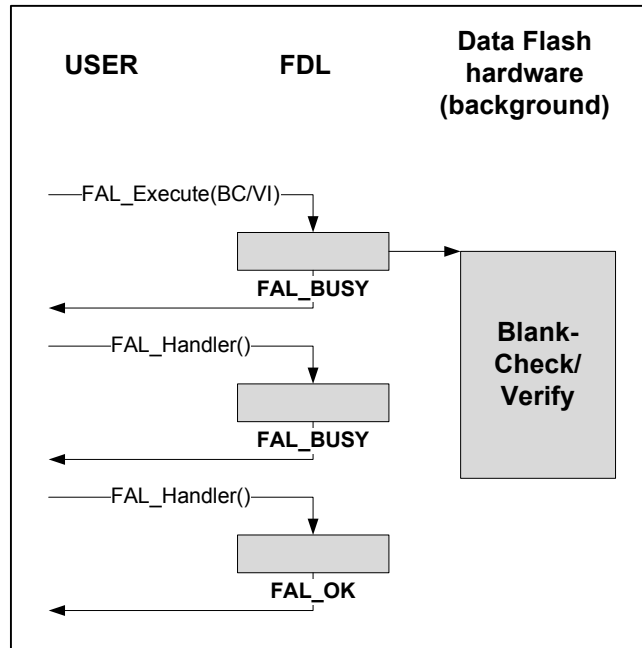 USER
FDL
Data Flash
hardware
(background)
FAL_Execute(BC/VI)
FAL_BUSY
Blank-
Check/
Verify
FAL_Handler()
FAL_BUSY
FAL_Handler()
FAL_OK